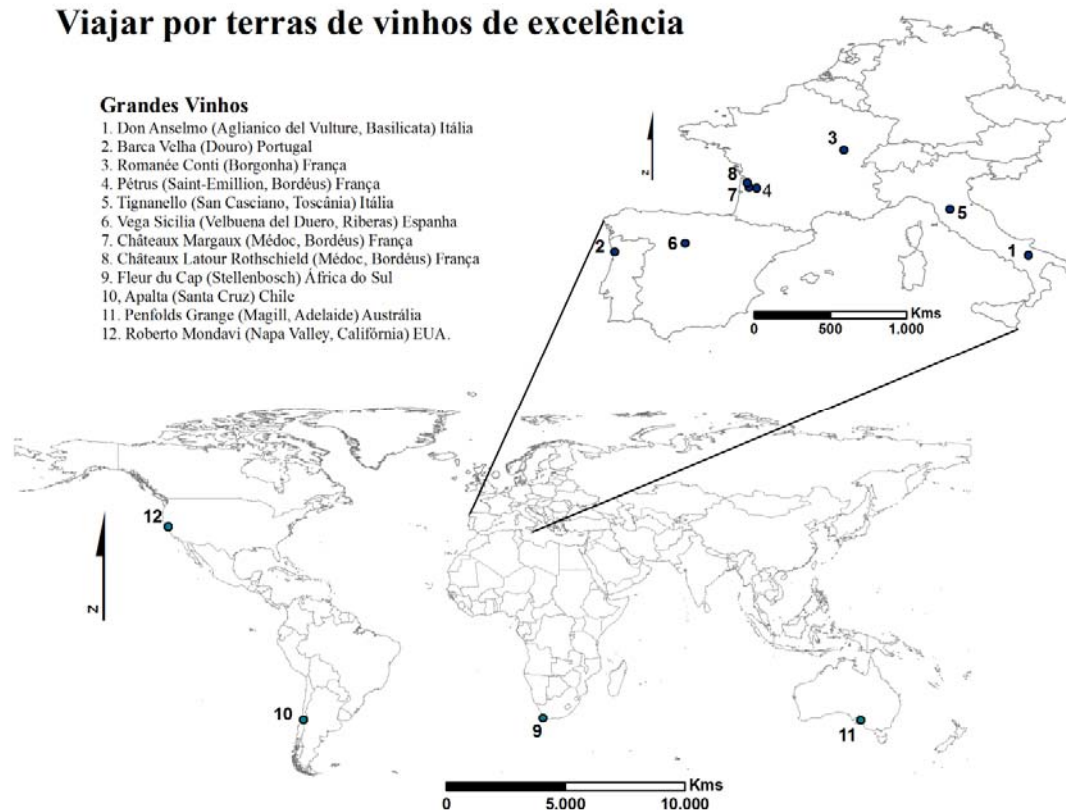 Viajar por terras de vinhos de excelência
Grandes Vinhos
1. Don Anselmo (Aglianico del Vulture, Basilicata) Itália
2. Barca Velha (Douro) Portugal
3. Romanée Conti (Borgonha) França
4. Pétrus (Saint-Emillion, Bordéus) França
5. Tignanello (San Casciano, Toscânia) Itália
6. Vega Sicilia (Velbuena del Duero, Riberas) Espanha
7. Châteaux Margaux (Médoc, Bordéus) França
8. Châteaux Latour Rothschield (Médoc, Bordéus) França
9. Fleur du Cap (Stellenbosch) África do Sul
10, Apalta (Santa Cruz) Chile
11. Penfolds Grange (Magill, Adelaide) Austrália
12. Roberto Mondavi (Napa Valley, Califórnia) EUA.
N
3
8
7
4
5
2
6
1
Kms
0 500 1.000
12
N
10
9
11
Kms
0 5.000 10.000